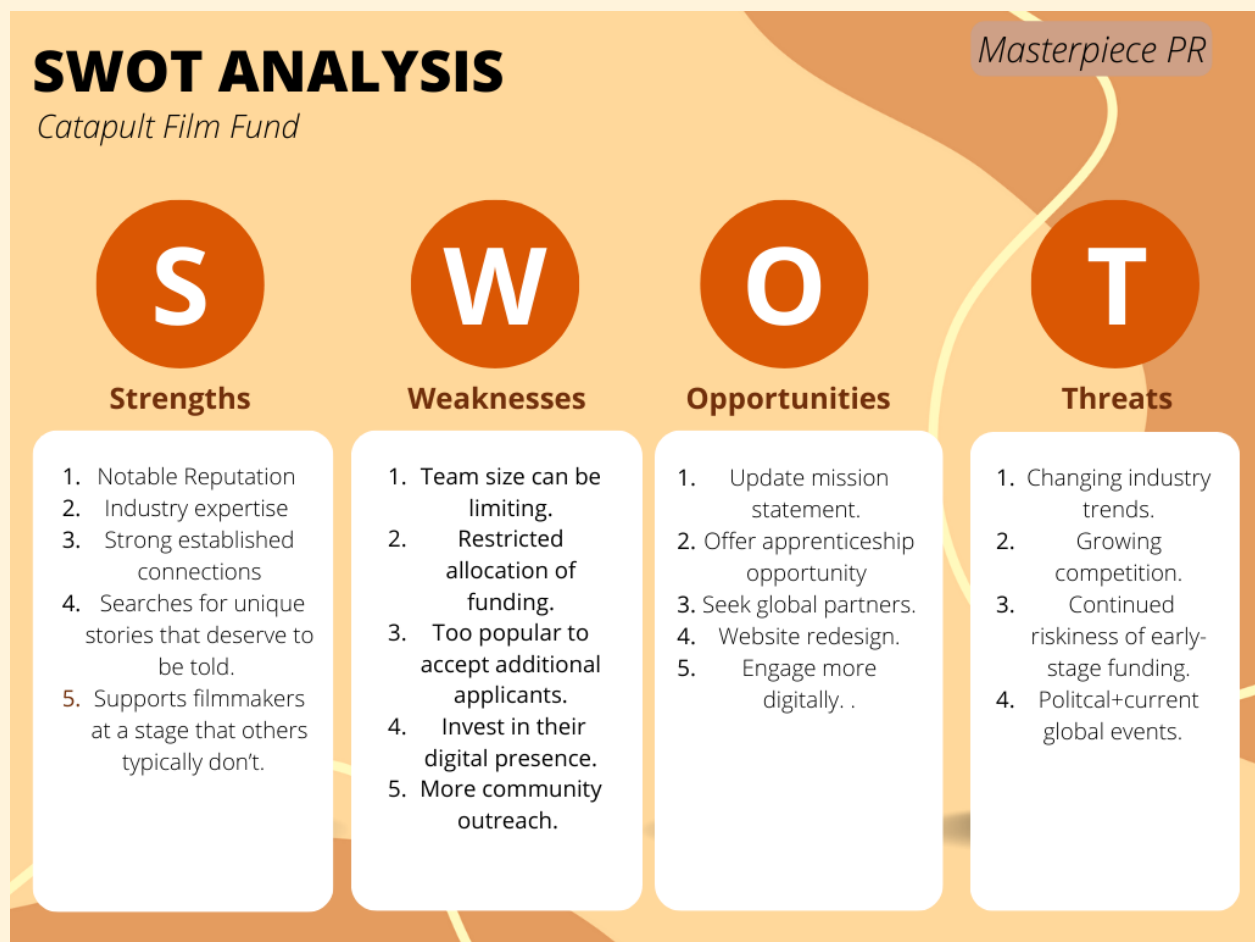 SWOT ANALYSIS
Catapult Film Fund
Masterpiece PR
S
Strengths
1. Notable Reputation
2. Industry expertise
3. Strong established
connections
4. Searches for unique
stories that deserve to
be told.
5. Supports filmmakers
at a stage that others
typically don't.
W
Weaknesses
1. Team size can be
limiting.
2. Restricted
allocation of
funding.
3. Too popular to
accept additional
applicants.
4. Invest in their
digital presence.
5. More community
outreach.
O
Opportunities
1. Update mission
statement.
2. Offer apprenticeship
opportunity
3. Seek global partners.
4. Website redesign.
5. Engage more
digitally. .
T
Threats
1. Changing industry
trends.
2. Growing
competition.
3. Continued
riskiness of early-
stage funding.
4. Politcal+current
global events.